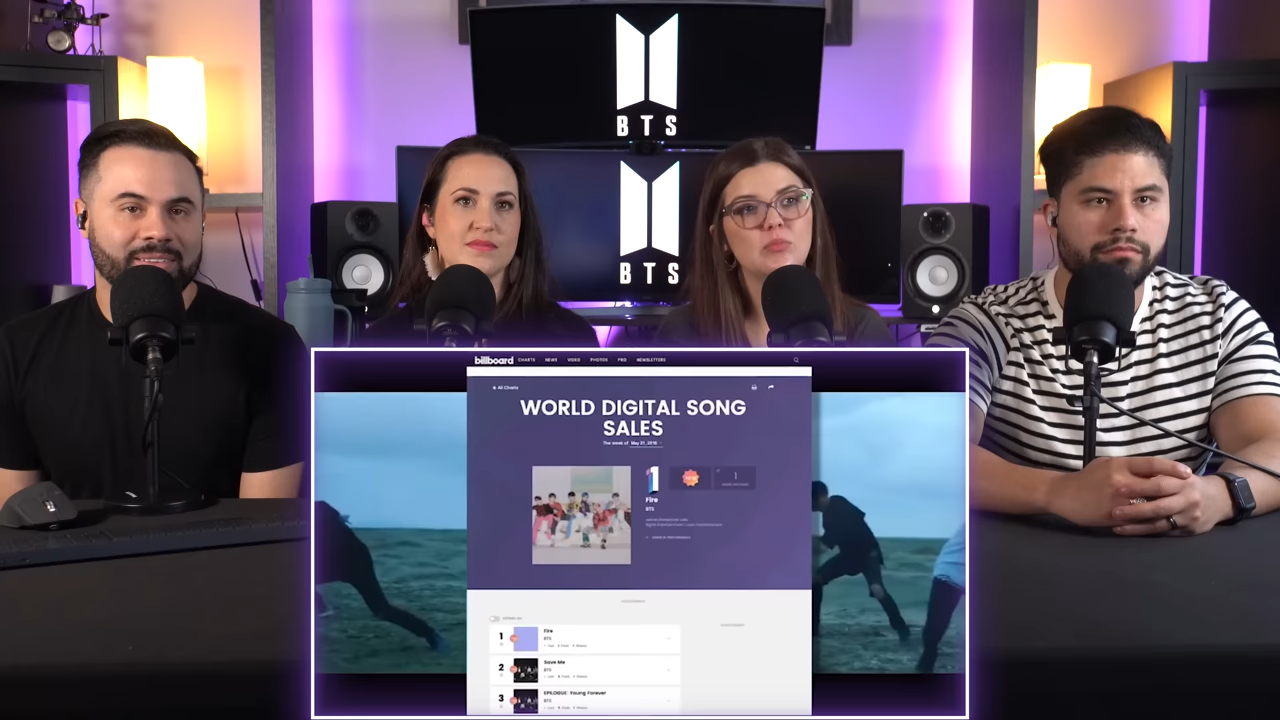 BTS
BTS
billboard CHARTS NEWS VIDEO PHOTOS PRO NEWSLETTERS
All Charts
WORLD DIGITAL SONG
SALES
The week of May 21, 2016
1
1
Fire
BTS
1
Fire
BTS
2
Save Me
BTS
3
EPILOGUE: Young Forever
BTS